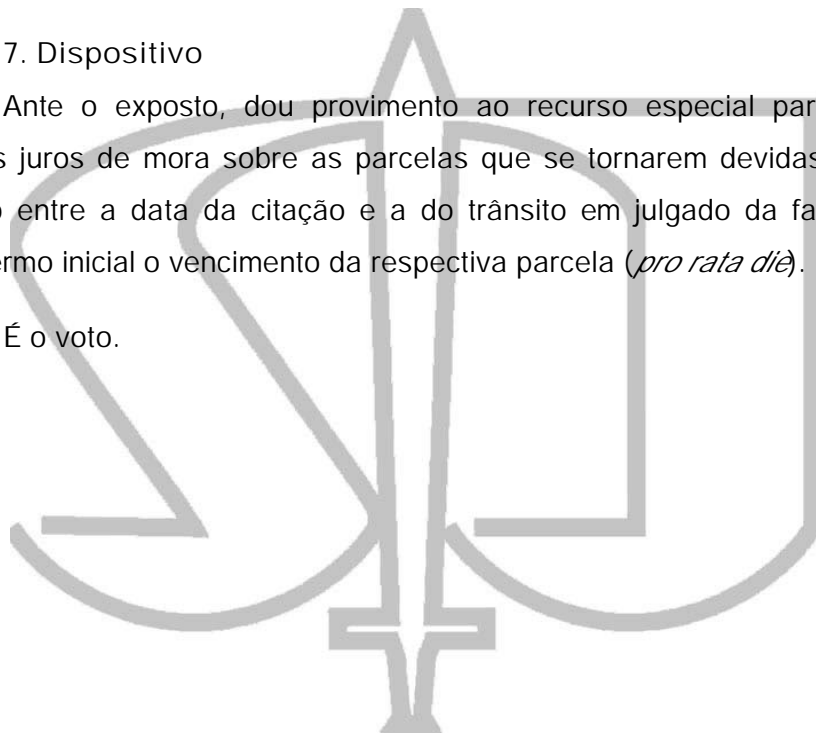 7. Dispositivo
Ante o exposto, dou provimento ao recurso especial par
s juros de mora sobre as parcelas que se tornarem devidas
o entre a data da citação e a do trânsito em julgado da fa
ermo inicial o vencimento da respectiva parcela (pro rata die).
É o voto.